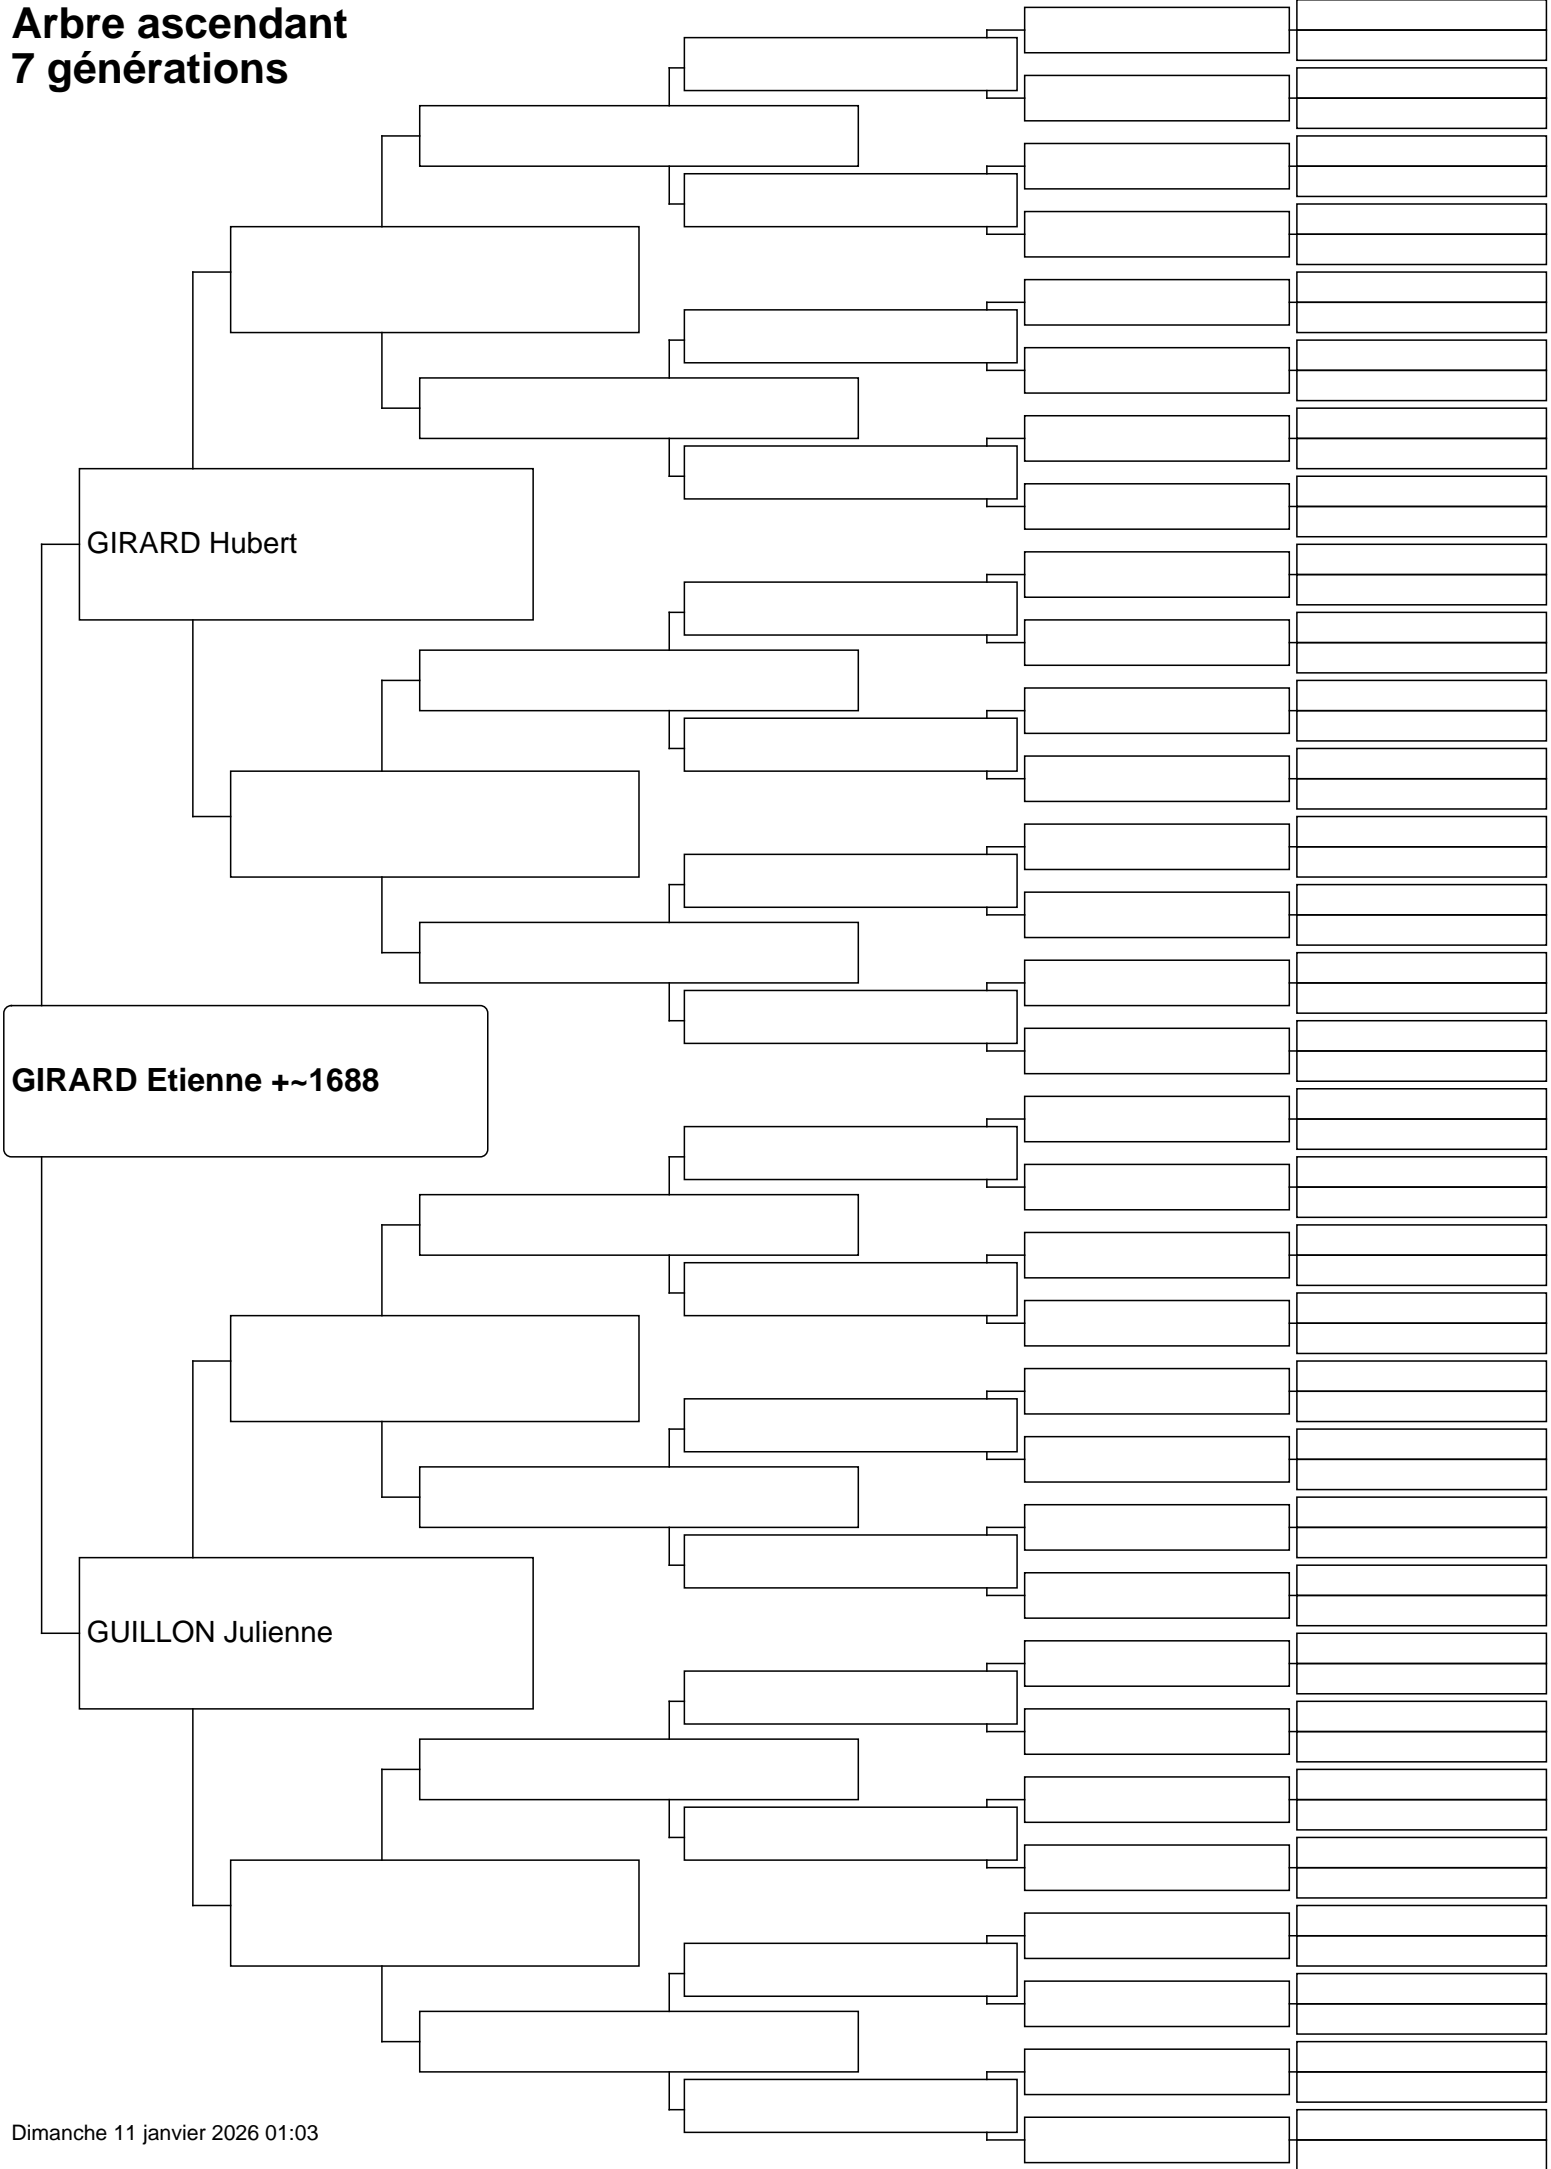 Arbre ascendant
7 générations
GIRARD Hubert
GIRARD Etienne +~1688
GUILLON Julienne
Dimanche 11 janvier 2026 01:03